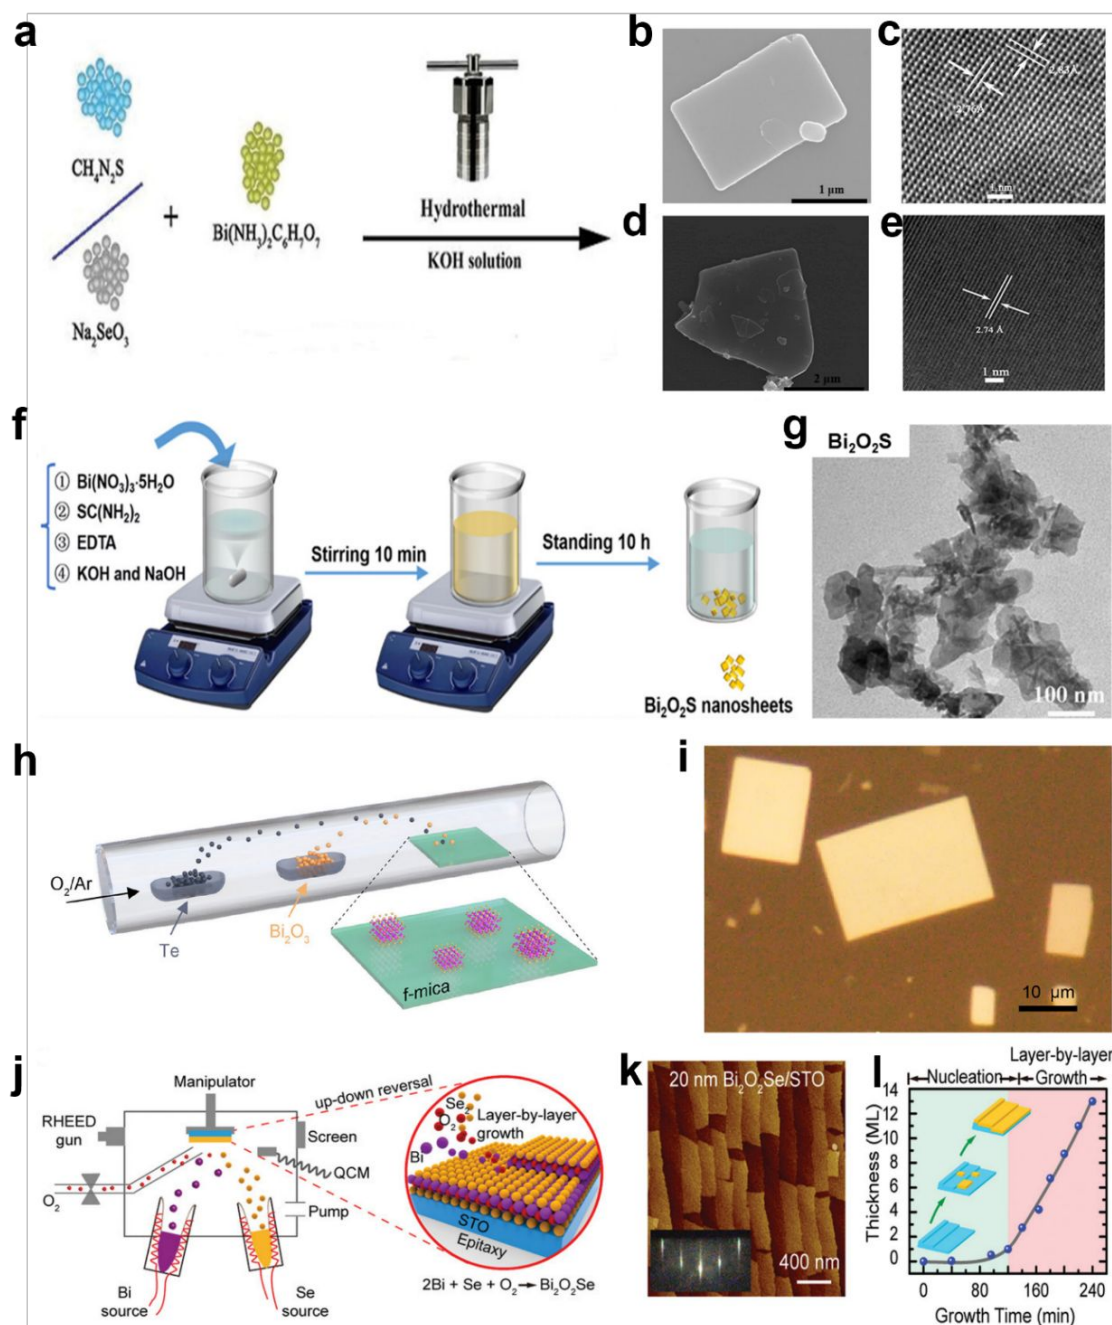 a
CH₄N₂S
Na₂SeO₃
+
Bi(NH₃)₂C₆H₇O₇
Hydrothermal
KOH solution
b
1 μm
c
2.76Å
2.83 Å
1 nm
d
2 μm
e
2.74 Å
1 nm
f
① Bi(NO₃)₃·5H₂O
② SC(NH₂)₂
③ EDTA
④ KOH and NaOH
Stirring 10 min
Standing 10 h
Bi₂O₂S nanosheets
g
Bi₂O₂S
100 nm
h
O₂/Ar
Te
Bi₂O₃
f-mica
i
10 μm
j
Manipulator
up-down reversal
RHEED
gun
Screen
QCM
O₂
Pump
Bi
source
Se
source
Se
O₂
Layer-by-layer
growth
Bi
STO
Epitaxy
2Bi + Se + O₂→ Bi₂O₂Se
k
20 nm Bi₂O₂Se/STO
400 nm
l
Layer-by-layer
Nucleation
Growth
Thickness (ML)
14
12
10
8
6
4
2
0
0
80
160
240
Growth Time (min)